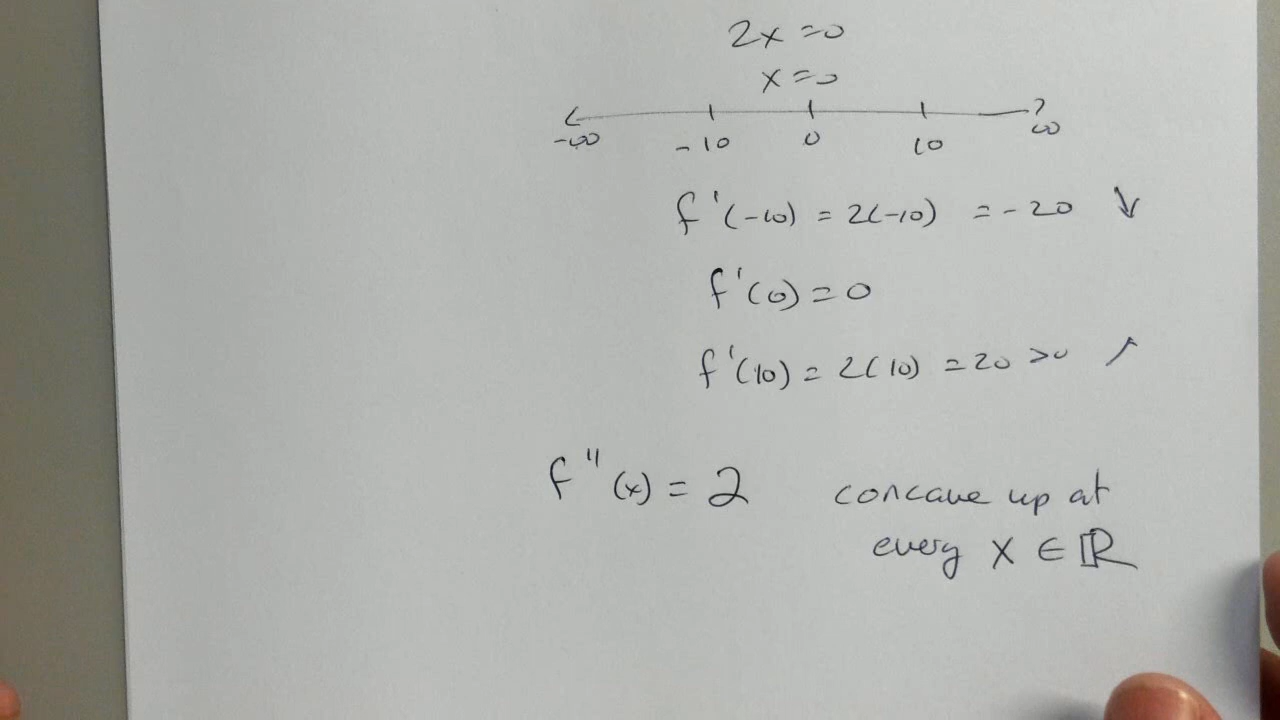 2x = 0
x = 0
-∞ -10 0 10 ∞
f'(-10) = 2(-10) = -20 ↓
f'(0) = 0
f'(10) = 2(10) = 20 >0 ↗
f''(x) = 2 concave up at
every x ∈ ℝ